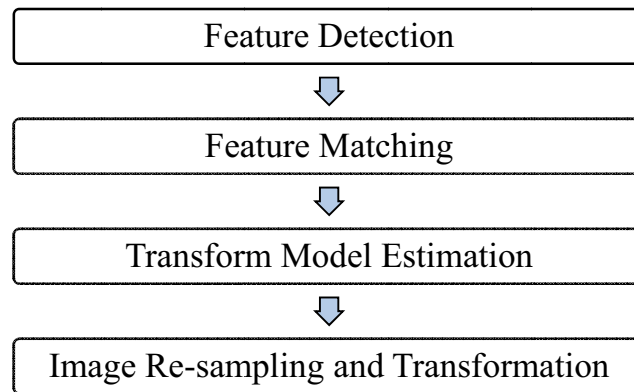 Feature Detection
Feature Matching
Transform Model Estimation
Image Re-sampling and Transformation